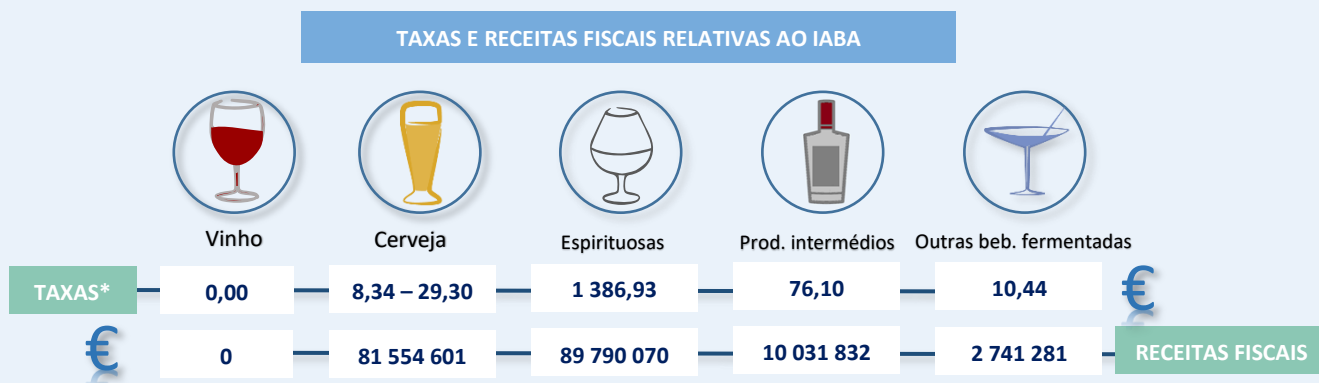 TAXAS E RECEITAS FISCAIS RELATIVAS AO IABA
Vinho
Cerveja
Espirituosas
Prod. intermédios
Outras beb. fermentadas
TAXAS*
0,00
8,34 – 29,30
1 386,93
76,10
10,44
€
€
0
81 554 601
89 790 070
10 031 832
2 741 281
RECEITAS FISCAIS